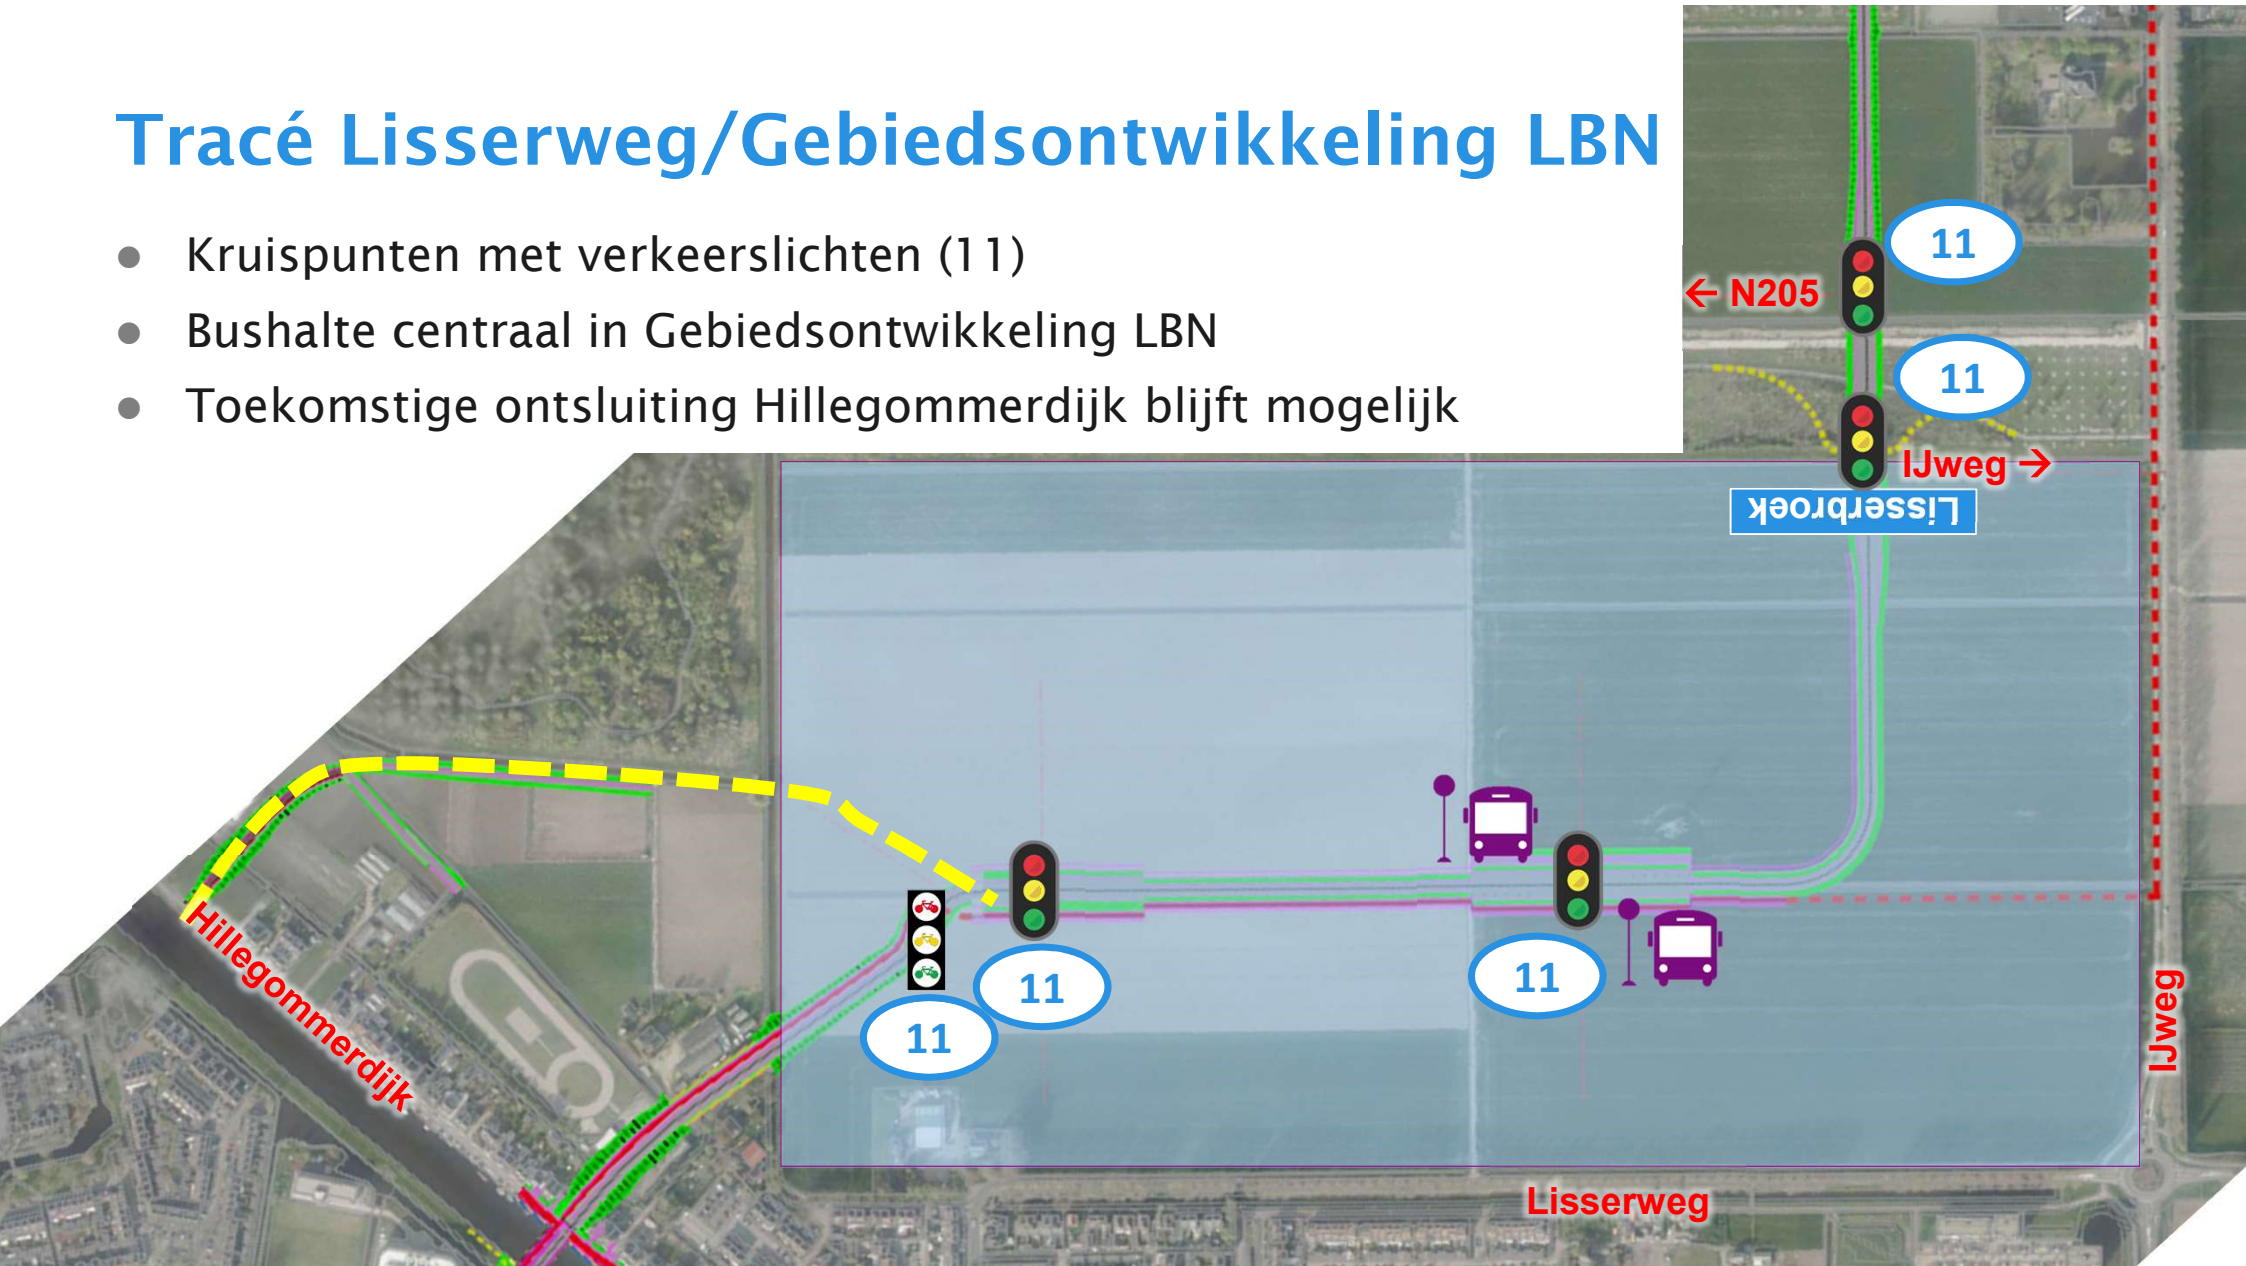 Tracé Lisserweg/Gebiedsontwikkeling LBN
● Kruispunten met verkeerslichten (11)
● Bushalte centraal in Gebiedsontwikkeling LBN
● Toekomstige ontsluiting Hillegommerdijk blijft mogelijk
11
← N205
11
IJweg →
Lisserbroek
Hillegommerdijk
11
11
11
IJweg
Lisserweg